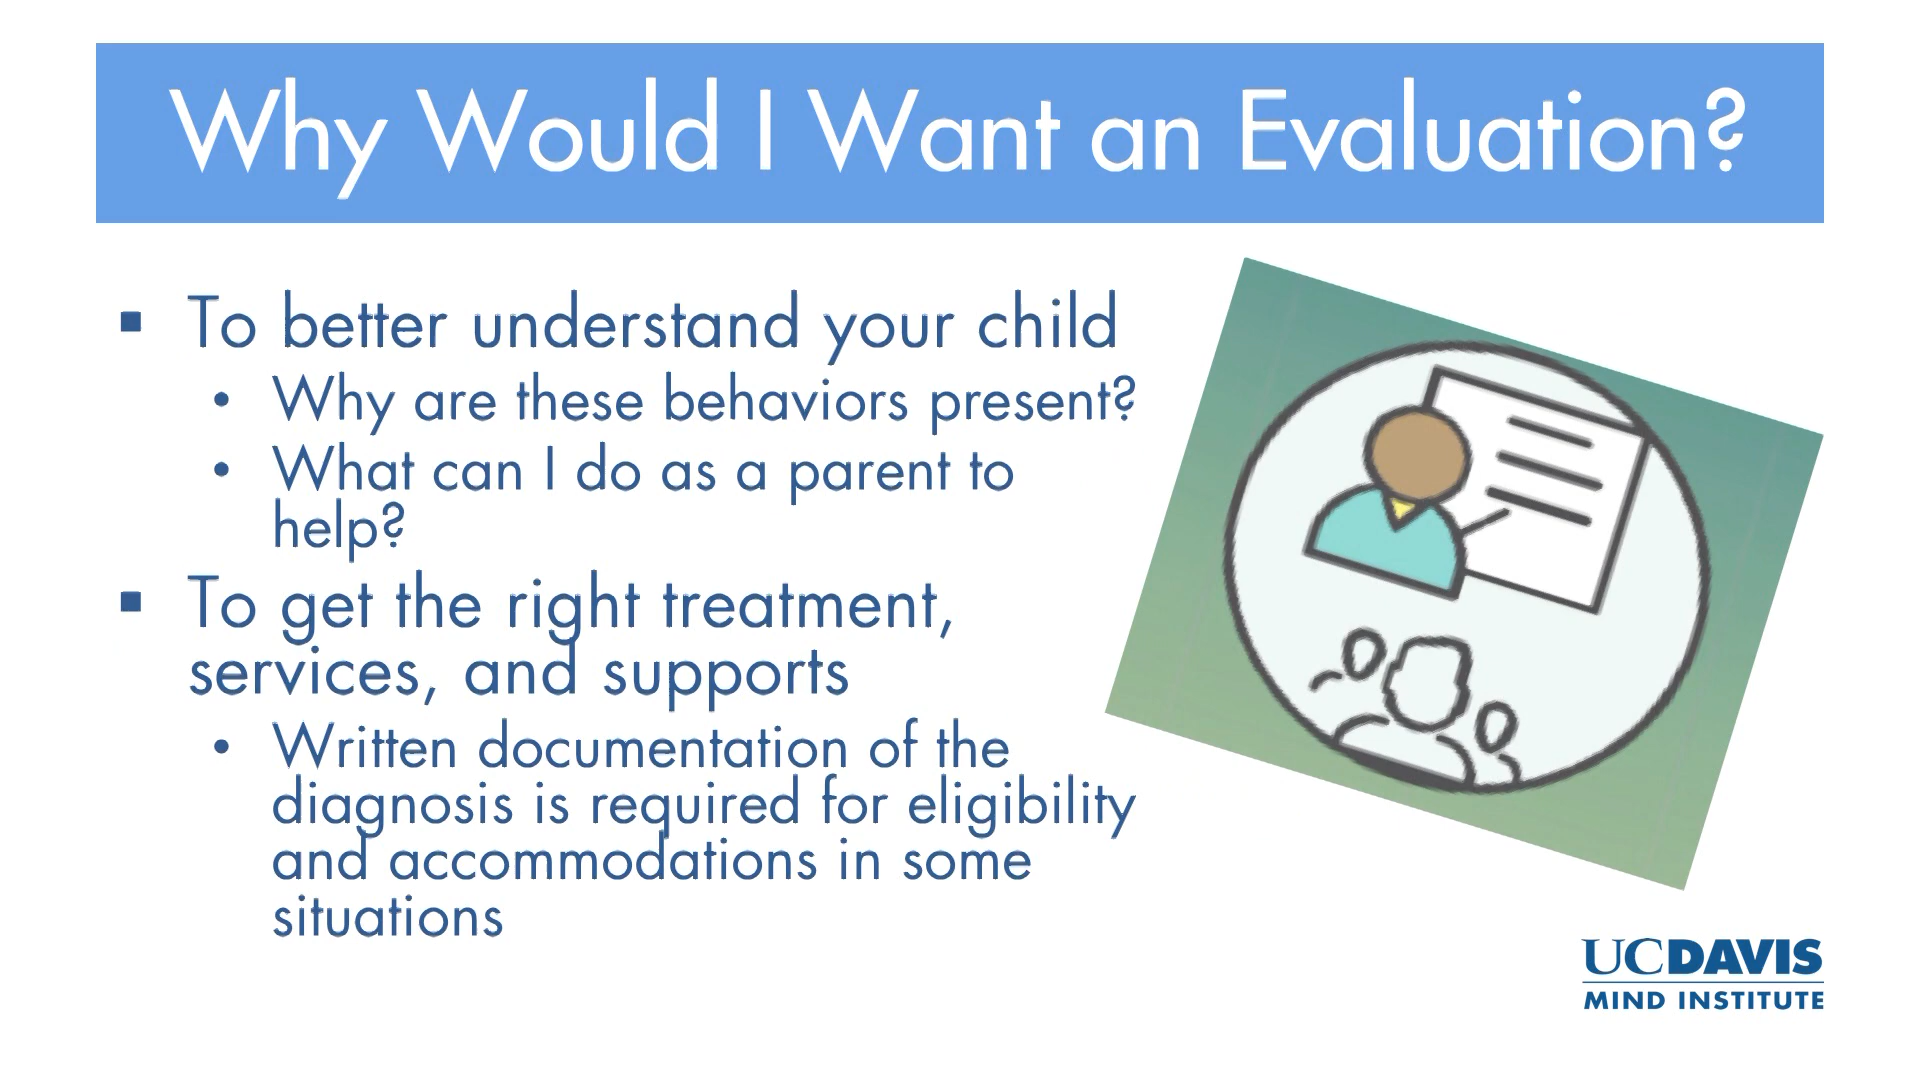 Why Would I Want an Evaluation?
▪ To better understand your child
• Why are these behaviors present?
• What can I do as a parent to
help?
▪ To get the right treatment,
services, and supports
• Written documentation of the
diagnosis is required for eligibility
and accommodations in some
situations
UCDAVIS
MIND INSTITUTE